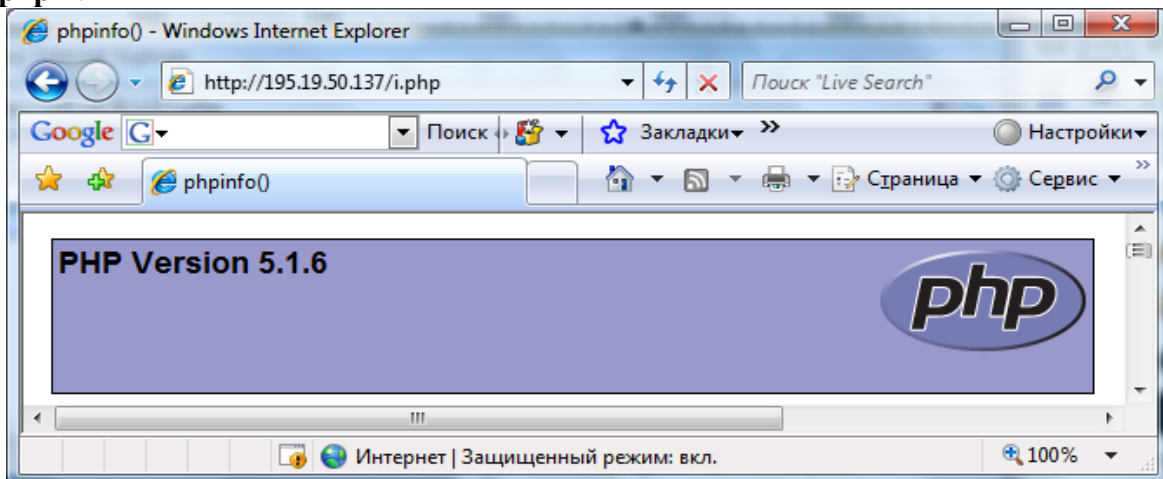 phpinfo() - Windows Internet Explorer
http://195.19.50.137/i.php
Поиск "Live Search"
Google G Поиск Закладки » Настройки
phpinfo() Страница Сервис »
PHP Version 5.1.6
php
Интернет | Защищенный режим: вкл. 100%